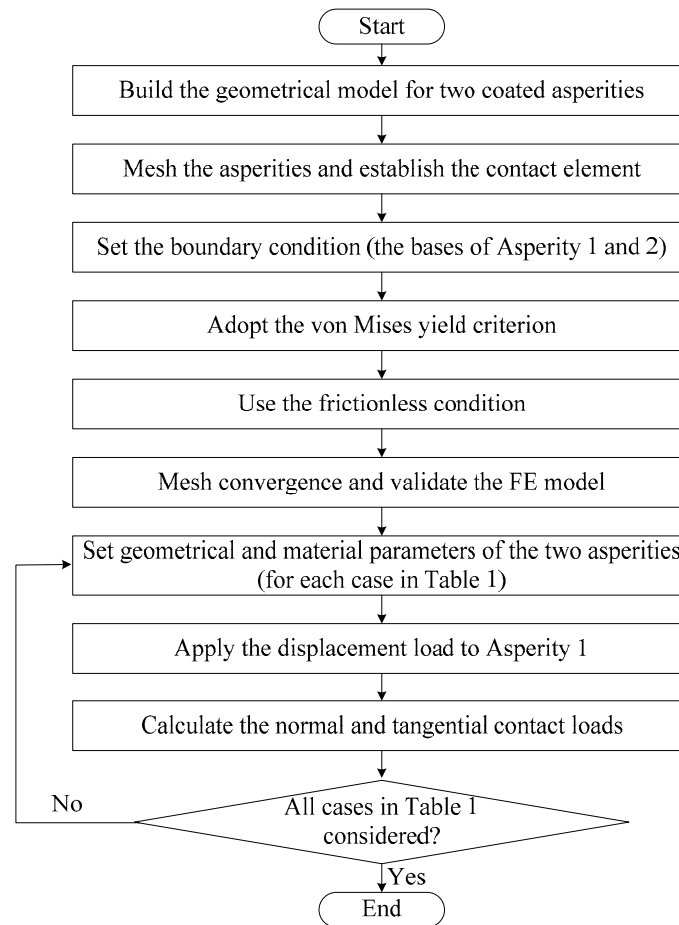 Start
Build the geometrical model for two coated asperities
Mesh the asperities and establish the contact element
Set the boundary condition (the bases of Asperity 1 and 2)
Adopt the von Mises yield criterion
Use the frictionless condition
Mesh convergence and validate the FE model
Set geometrical and material parameters of the two asperities
(for each case in Table 1)
Apply the displacement load to Asperity 1
Calculate the normal and tangential contact loads
No
All cases in Table 1
considered?
Yes
End